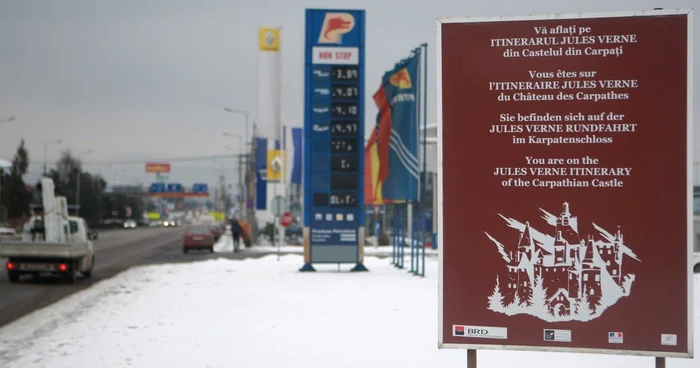 Vă aflați pe
ITINERARUL JULES VERNE
din Castelul din Carpați
Vous êtes sur
l'ITINERAIRE JULES VERNE
du Château des Carpathes
Sie befinden sich auf der
JULES VERNE RUNDFAHRT
im Karpatenschloss
You are on the
JULES VERNE ITINERARY
of the Carpathian Castle
BRD
NON STOP